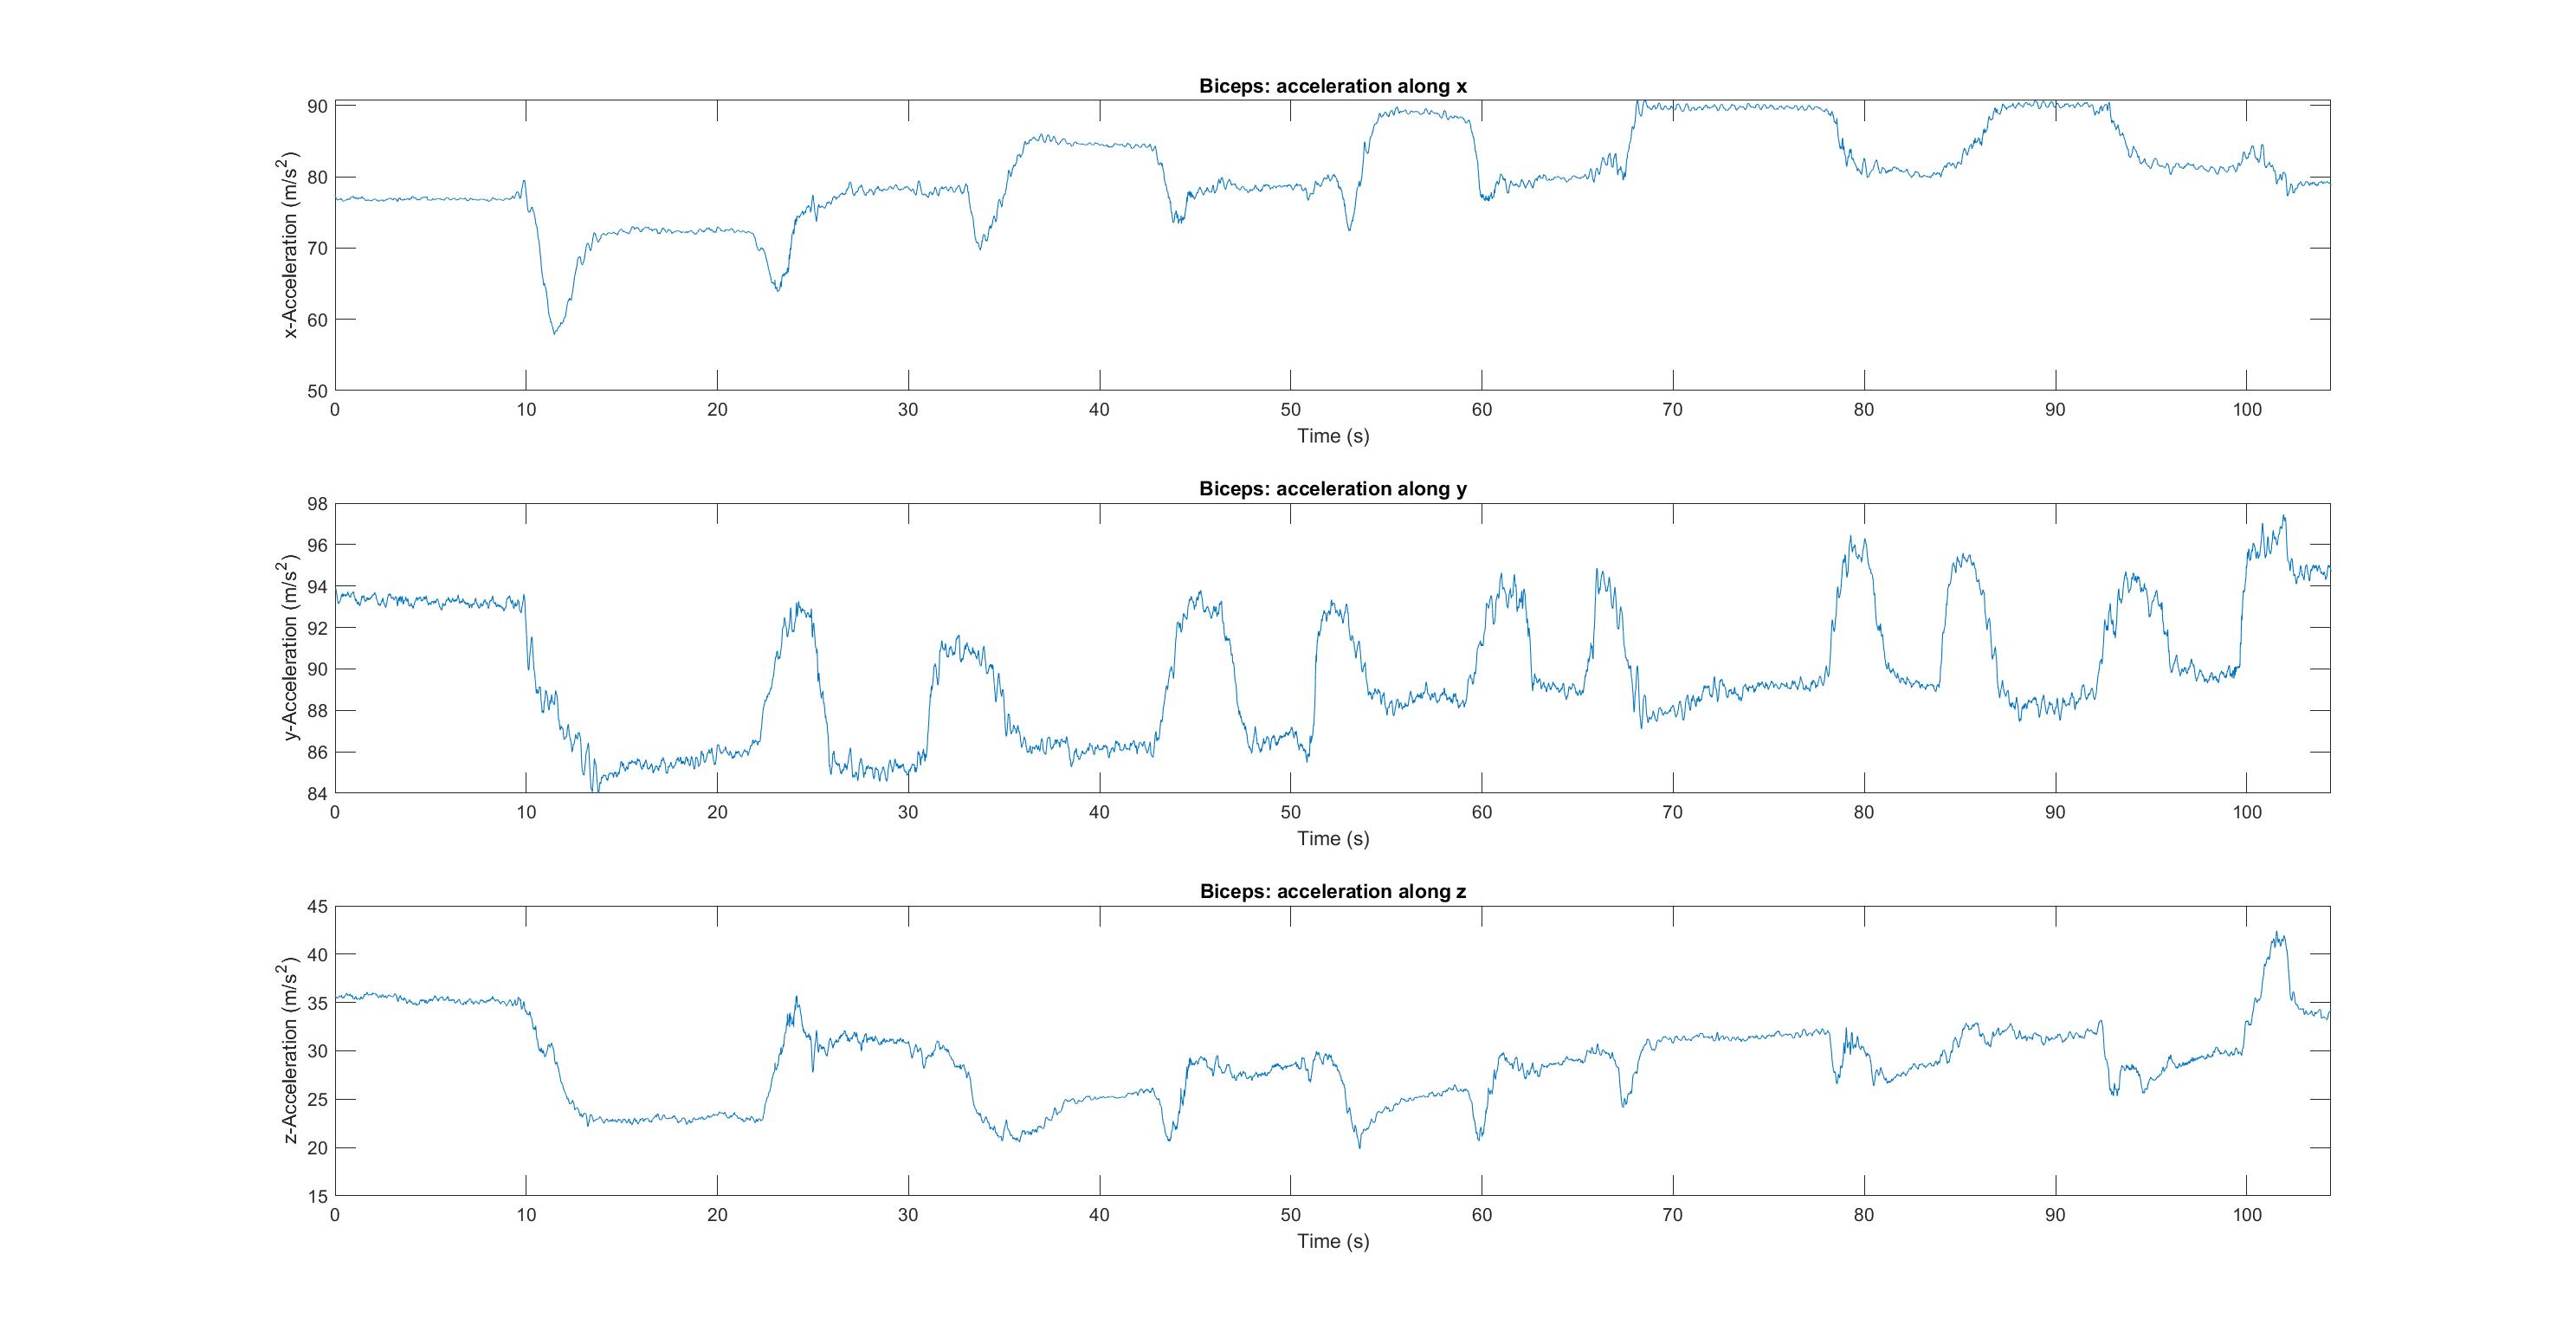 Biceps: acceleration along x
x-Acceleration (m/s²)
90
80
70
60
50
0 10 20 30 40 50 60 70 80 90 100
Time (s)
Biceps: acceleration along y
y-Acceleration (m/s²)
98
96
94
92
90
88
86
84
0 10 20 30 40 50 60 70 80 90 100
Time (s)
Biceps: acceleration along z
z-Acceleration (m/s²)
45
40
35
30
25
20
15
0 10 20 30 40 50 60 70 80 90 100
Time (s)